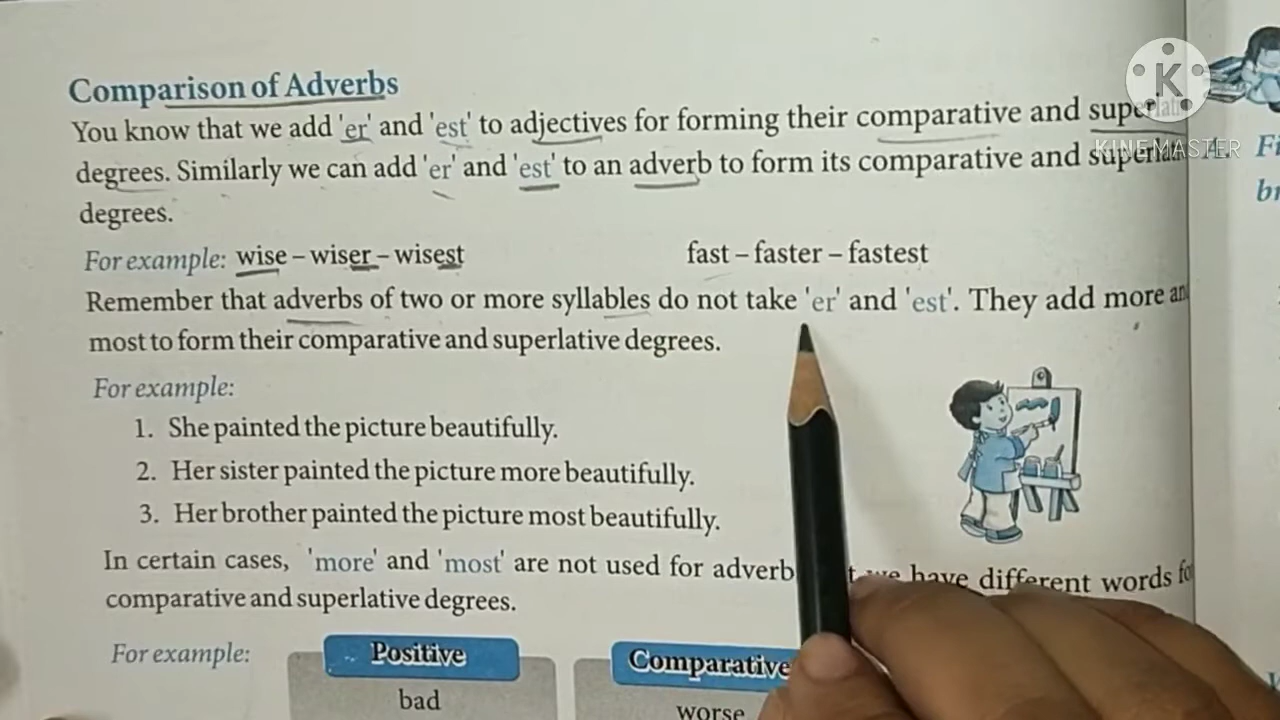 Comparison of Adverbs
You know that we add 'er' and 'est' to adjectives for forming their comparative and
degrees. Similarly we can add 'er' and 'est' to an adverb to form its comparative and
degrees.
For example: wise – wiser – wisest fast – faster – fastest
Remember that adverbs of two or more syllables do not take 'er' and 'est'. They add more and
most to form their comparative and superlative degrees.
For example:
1. She painted the picture beautifully.
2. Her sister painted the picture more beautifully.
3. Her brother painted the picture most beautifully.
In certain cases, 'more' and 'most' are not used for adverb we have different words for
comparative and superlative degrees.
For example: Positive Comparative
bad worse
K
KINEMASTER
4. Fi
br